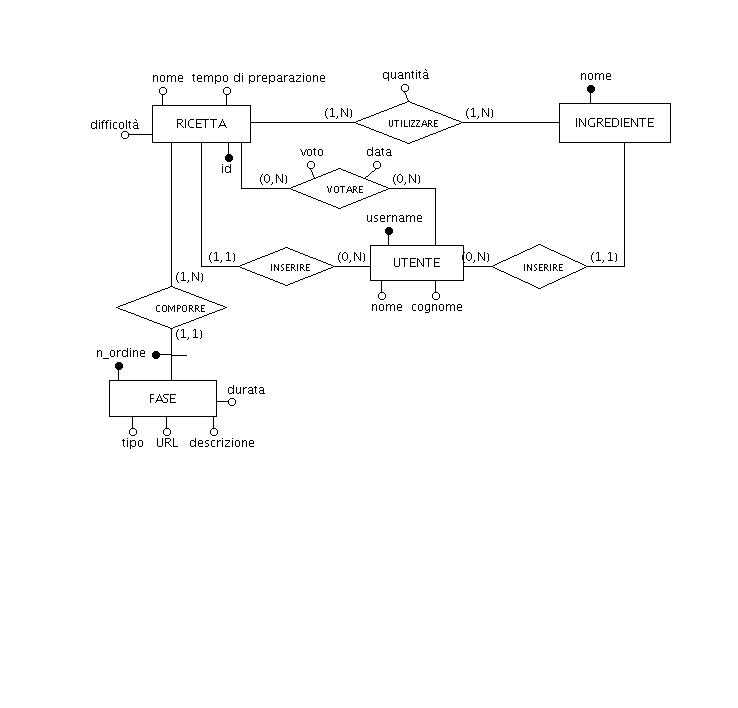 quantità
nome tempo di preparazione nome
difficoltà RICETTA (1,N) UTILIZZARE (1,N) INGREDIENTE
voto data
id (0,N) VOTARE (0,N)
username
(1,1) INSERIRE (0,N) UTENTE (0,N) INSERIRE (1,1)
(1,N)
COMPORRE nome cognome
(1,1)
n_ordine
FASE durata
tipo URL descrizione